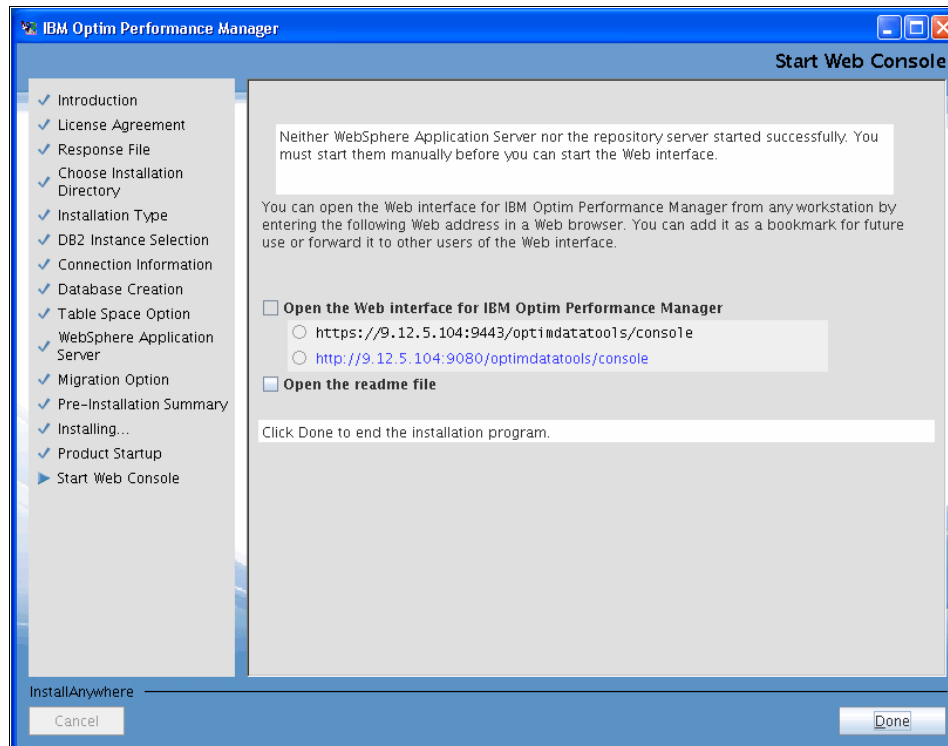 IBM Optim Performance Manager
Start Web Console
Introduction
License Agreement
Response File
Choose Installation
Directory
Installation Type
DB2 Instance Selection
Connection Information
Database Creation
Table Space Option
WebSphere Application
Server
Migration Option
Pre-Installation Summary
Installing...
Product Startup
Start Web Console
Neither WebSphere Application Server nor the repository server started successfully. You
must start them manually before you can start the Web interface.
You can open the Web interface for IBM Optim Performance Manager from any workstation by
entering the following Web address in a Web browser. You can add it as a bookmark for future
use or forward it to other users of the Web interface.
Open the Web interface for IBM Optim Performance Manager
https://9.12.5.104:9443/optimdatatools/console
http://9.12.5.104:9080/optimdatatools/console
Open the readme file
Click Done to end the installation program.
InstallAnywhere
Cancel
Done